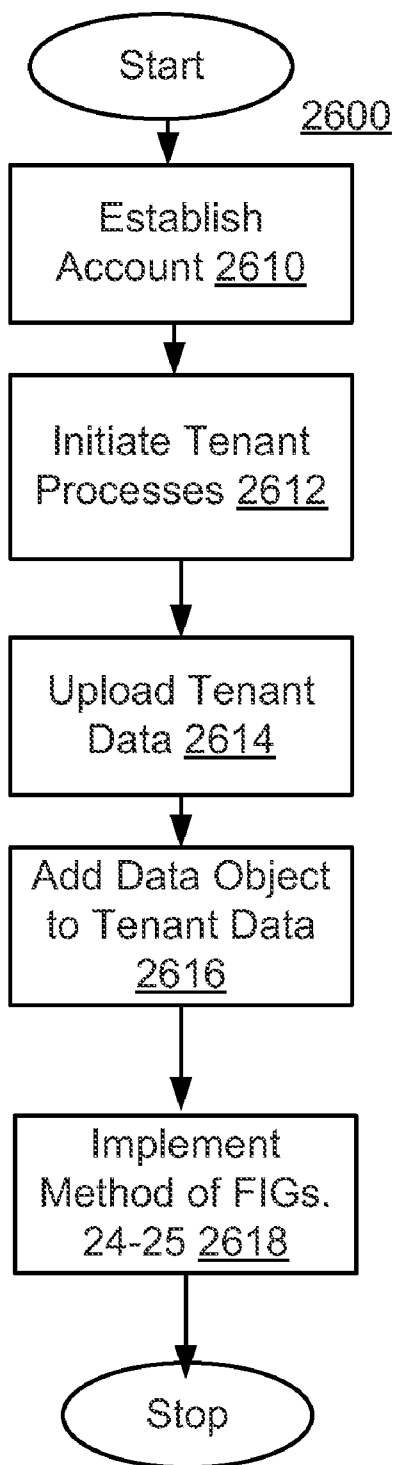 Start
2600
Establish
Account 2610
Initiate Tenant
Processes 2612
Upload Tenant
Data 2614
Add Data Object
to Tenant Data
2616
Implement
Method of FIGs.
24-25 2618
Stop